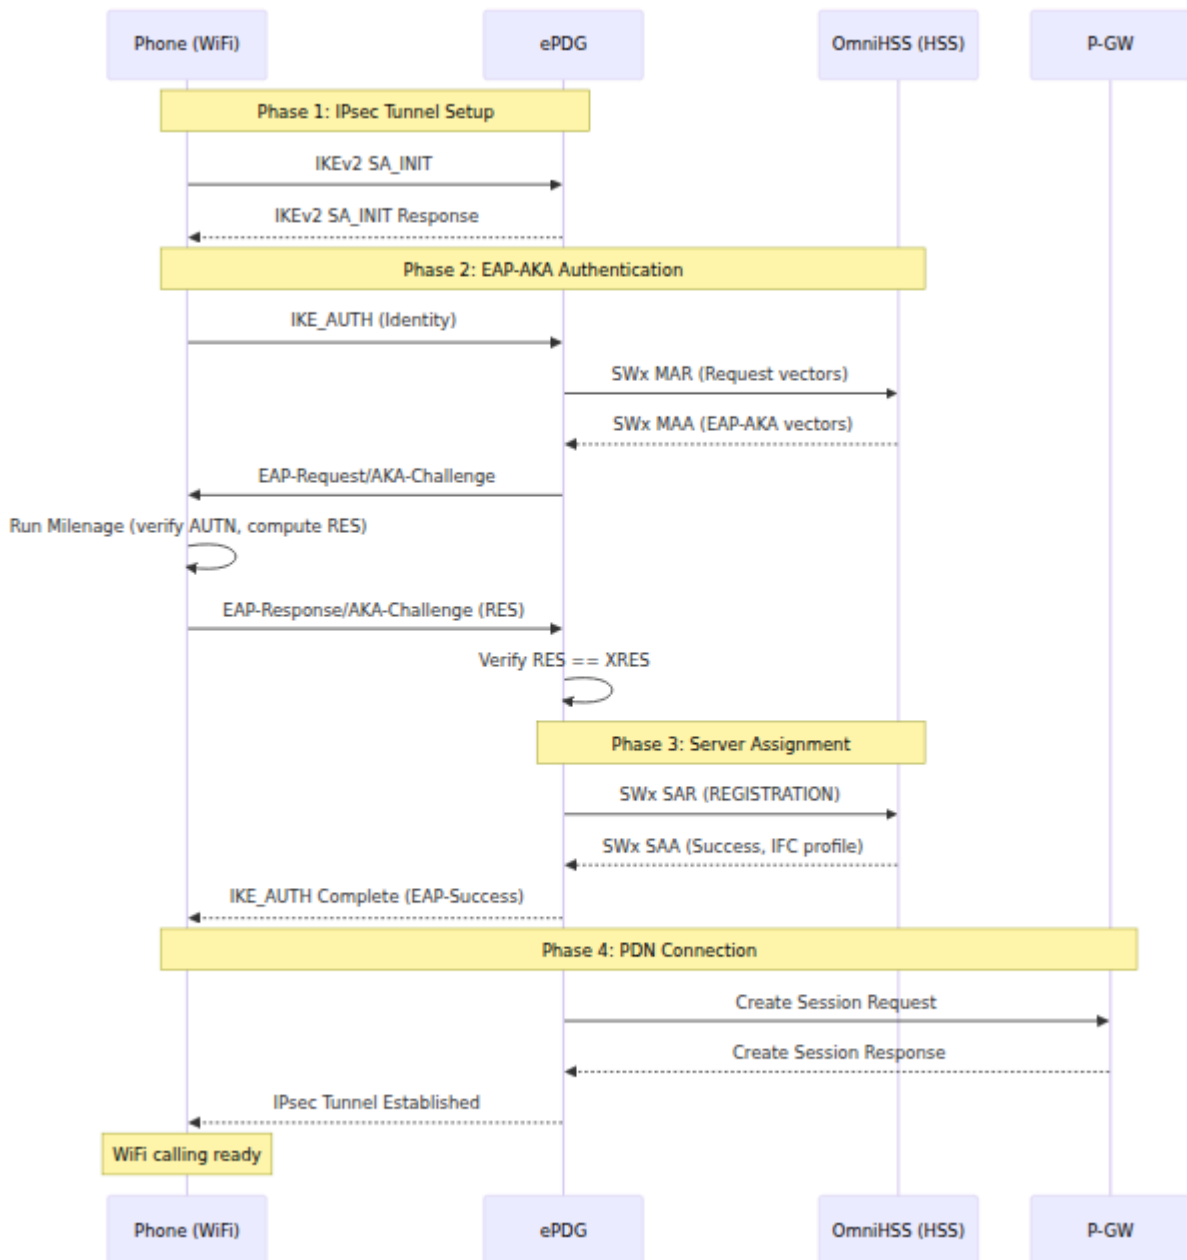 Phone (WiFi)
ePDG
OmniHSS (HSS)
P-GW
Phase 1: IPsec Tunnel Setup
IKEv2 SA_INIT
IKEv2 SA_INIT Response
Phase 2: EAP-AKA Authentication
IKE_AUTH (Identity)
SWx MAR (Request vectors)
SWx MAA (EAP-AKA vectors)
EAP-Request/AKA-Challenge
Run Milenage (verify AUTN, compute RES)
EAP-Response/AKA-Challenge (RES)
Verify RES == XRES
Phase 3: Server Assignment
SWx SAR (REGISTRATION)
SWx SAA (Success, IFC profile)
IKE_AUTH Complete (EAP-Success)
Phase 4: PDN Connection
Create Session Request
Create Session Response
IPsec Tunnel Established
WiFi calling ready
Phone (WiFi)
ePDG
OmniHSS (HSS)
P-GW